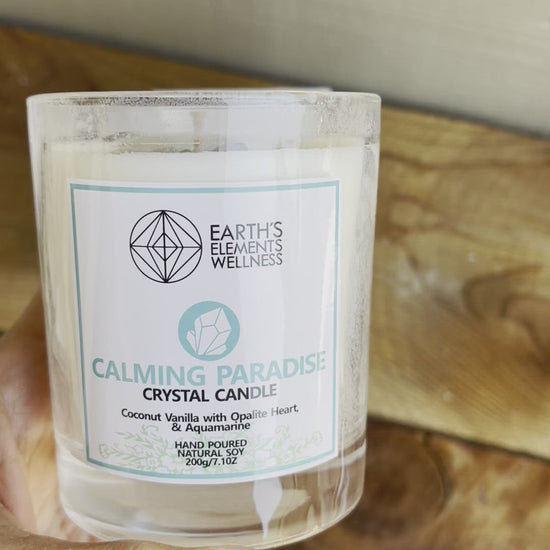 EARTH'S
ELEMENTS
WELLNESS
CALMING PARADISE
CRYSTAL CANDLE
Coconut Vanilla with Opalite Heart,
& Aquamarine
HAND POURED
NATURAL SOY
200g/7.1OZ